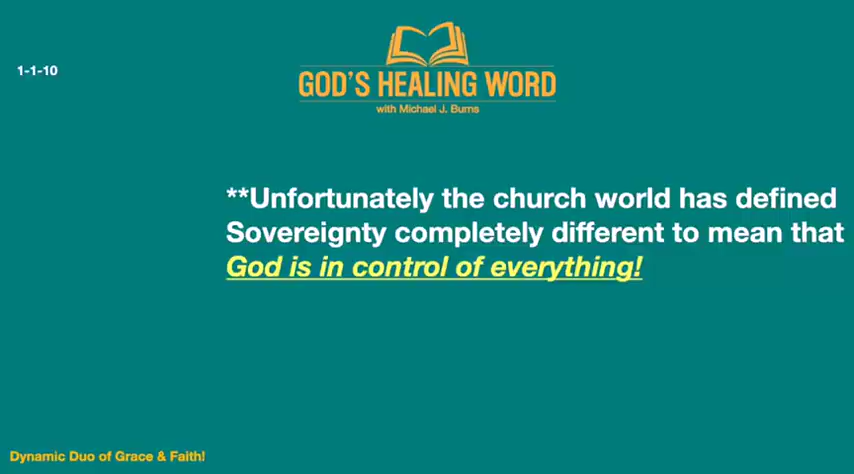 1-1-10
GOD'S HEALING WORD
with Michael J. Burns
**Unfortunately the church world has defined
Sovereignty completely different to mean that
God is in control of everything!
Dynamic Duo of Grace & Faith!